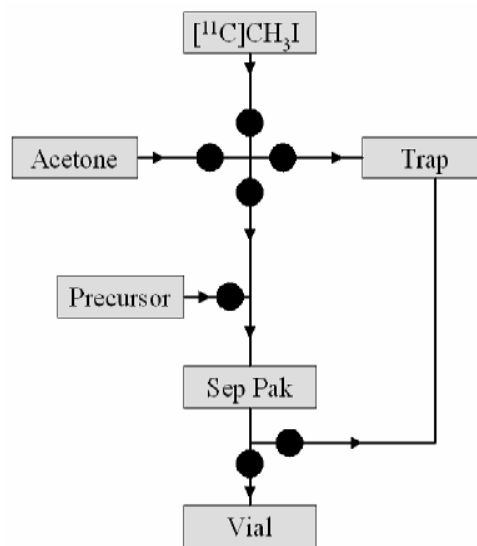 [¹¹C]CH₃I
Acetone
Trap
Precursor
Sep Pak
Vial